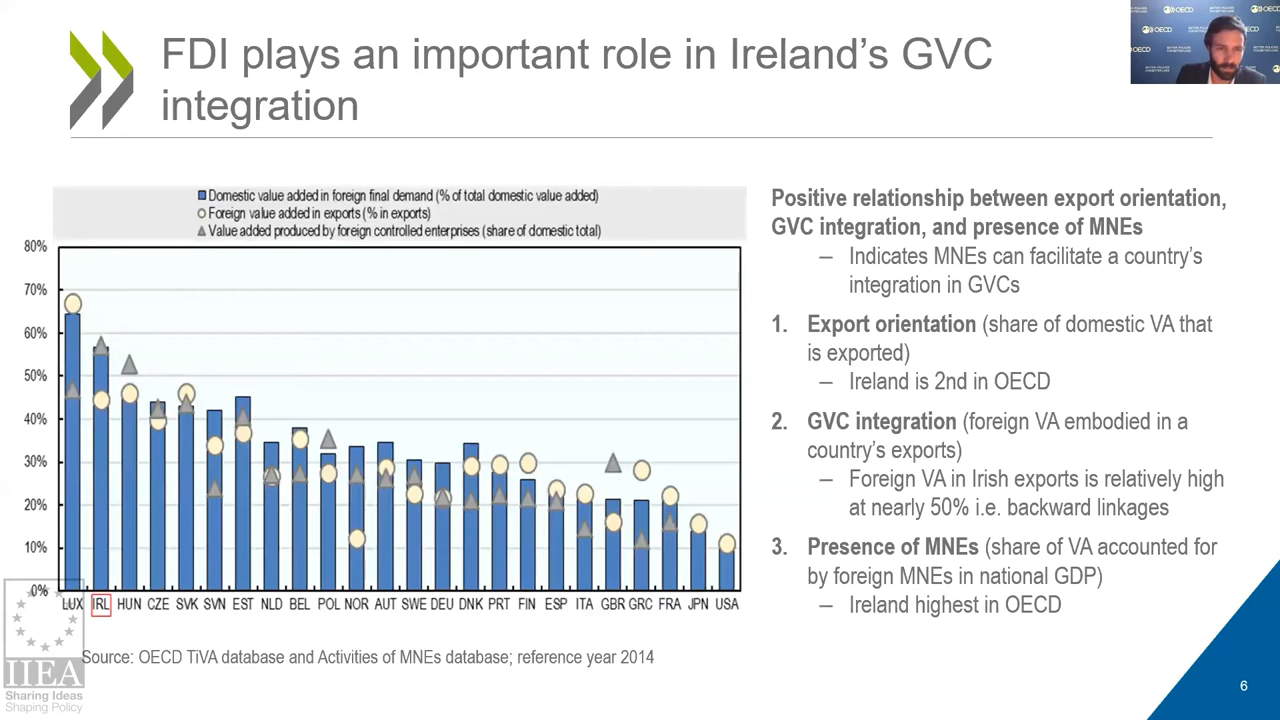 FDI plays an important role in Ireland's GVC
integration
OECD
OECD
OECD
OECD
Domestic value added in foreign final demand (% of total domestic value added)
Foreign value added in exports (% in exports)
Value added produced by foreign controlled enterprises (share of domestic total)
80%
70%
60%
50%
40%
30%
20%
10%
0%
LUX IRL HUN CZE SVK SVN EST NLD BEL POL NOR AUT SWE DEU DNK PRT FIN ESP ITA GBR GRC FRA JPN USA
Source: OECD TiVA database and Activities of MNEs database; reference year 2014
IIEA
Sharing Ideas
Shaping Policy
Positive relationship between export orientation,
GVC integration, and presence of MNEs
– Indicates MNEs can facilitate a country's
integration in GVCs
1. Export orientation (share of domestic VA that
is exported)
– Ireland is 2nd in OECD
2. GVC integration (foreign VA embodied in a
country's exports)
– Foreign VA in Irish exports is relatively high
at nearly 50% i.e. backward linkages
3. Presence of MNEs (share of VA accounted for
by foreign MNEs in national GDP)
– Ireland highest in OECD
6